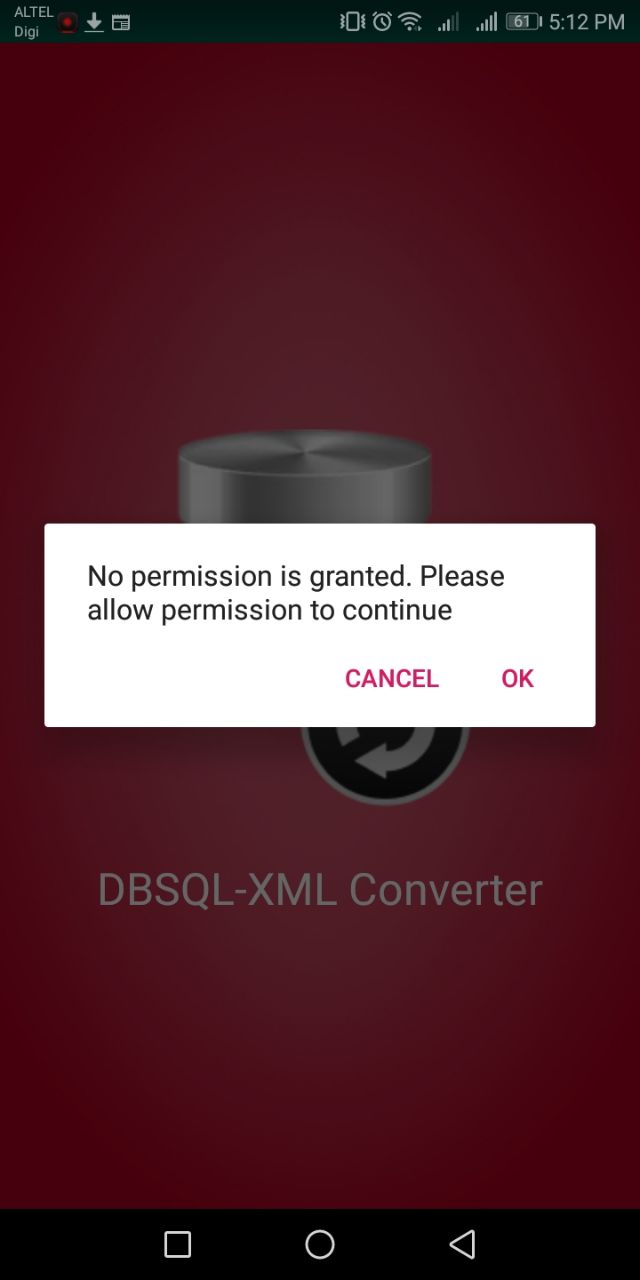 ALTEL
Digi
61 5:12 PM
No permission is granted. Please
allow permission to continue
CANCEL OK
DBSQL-XML Converter